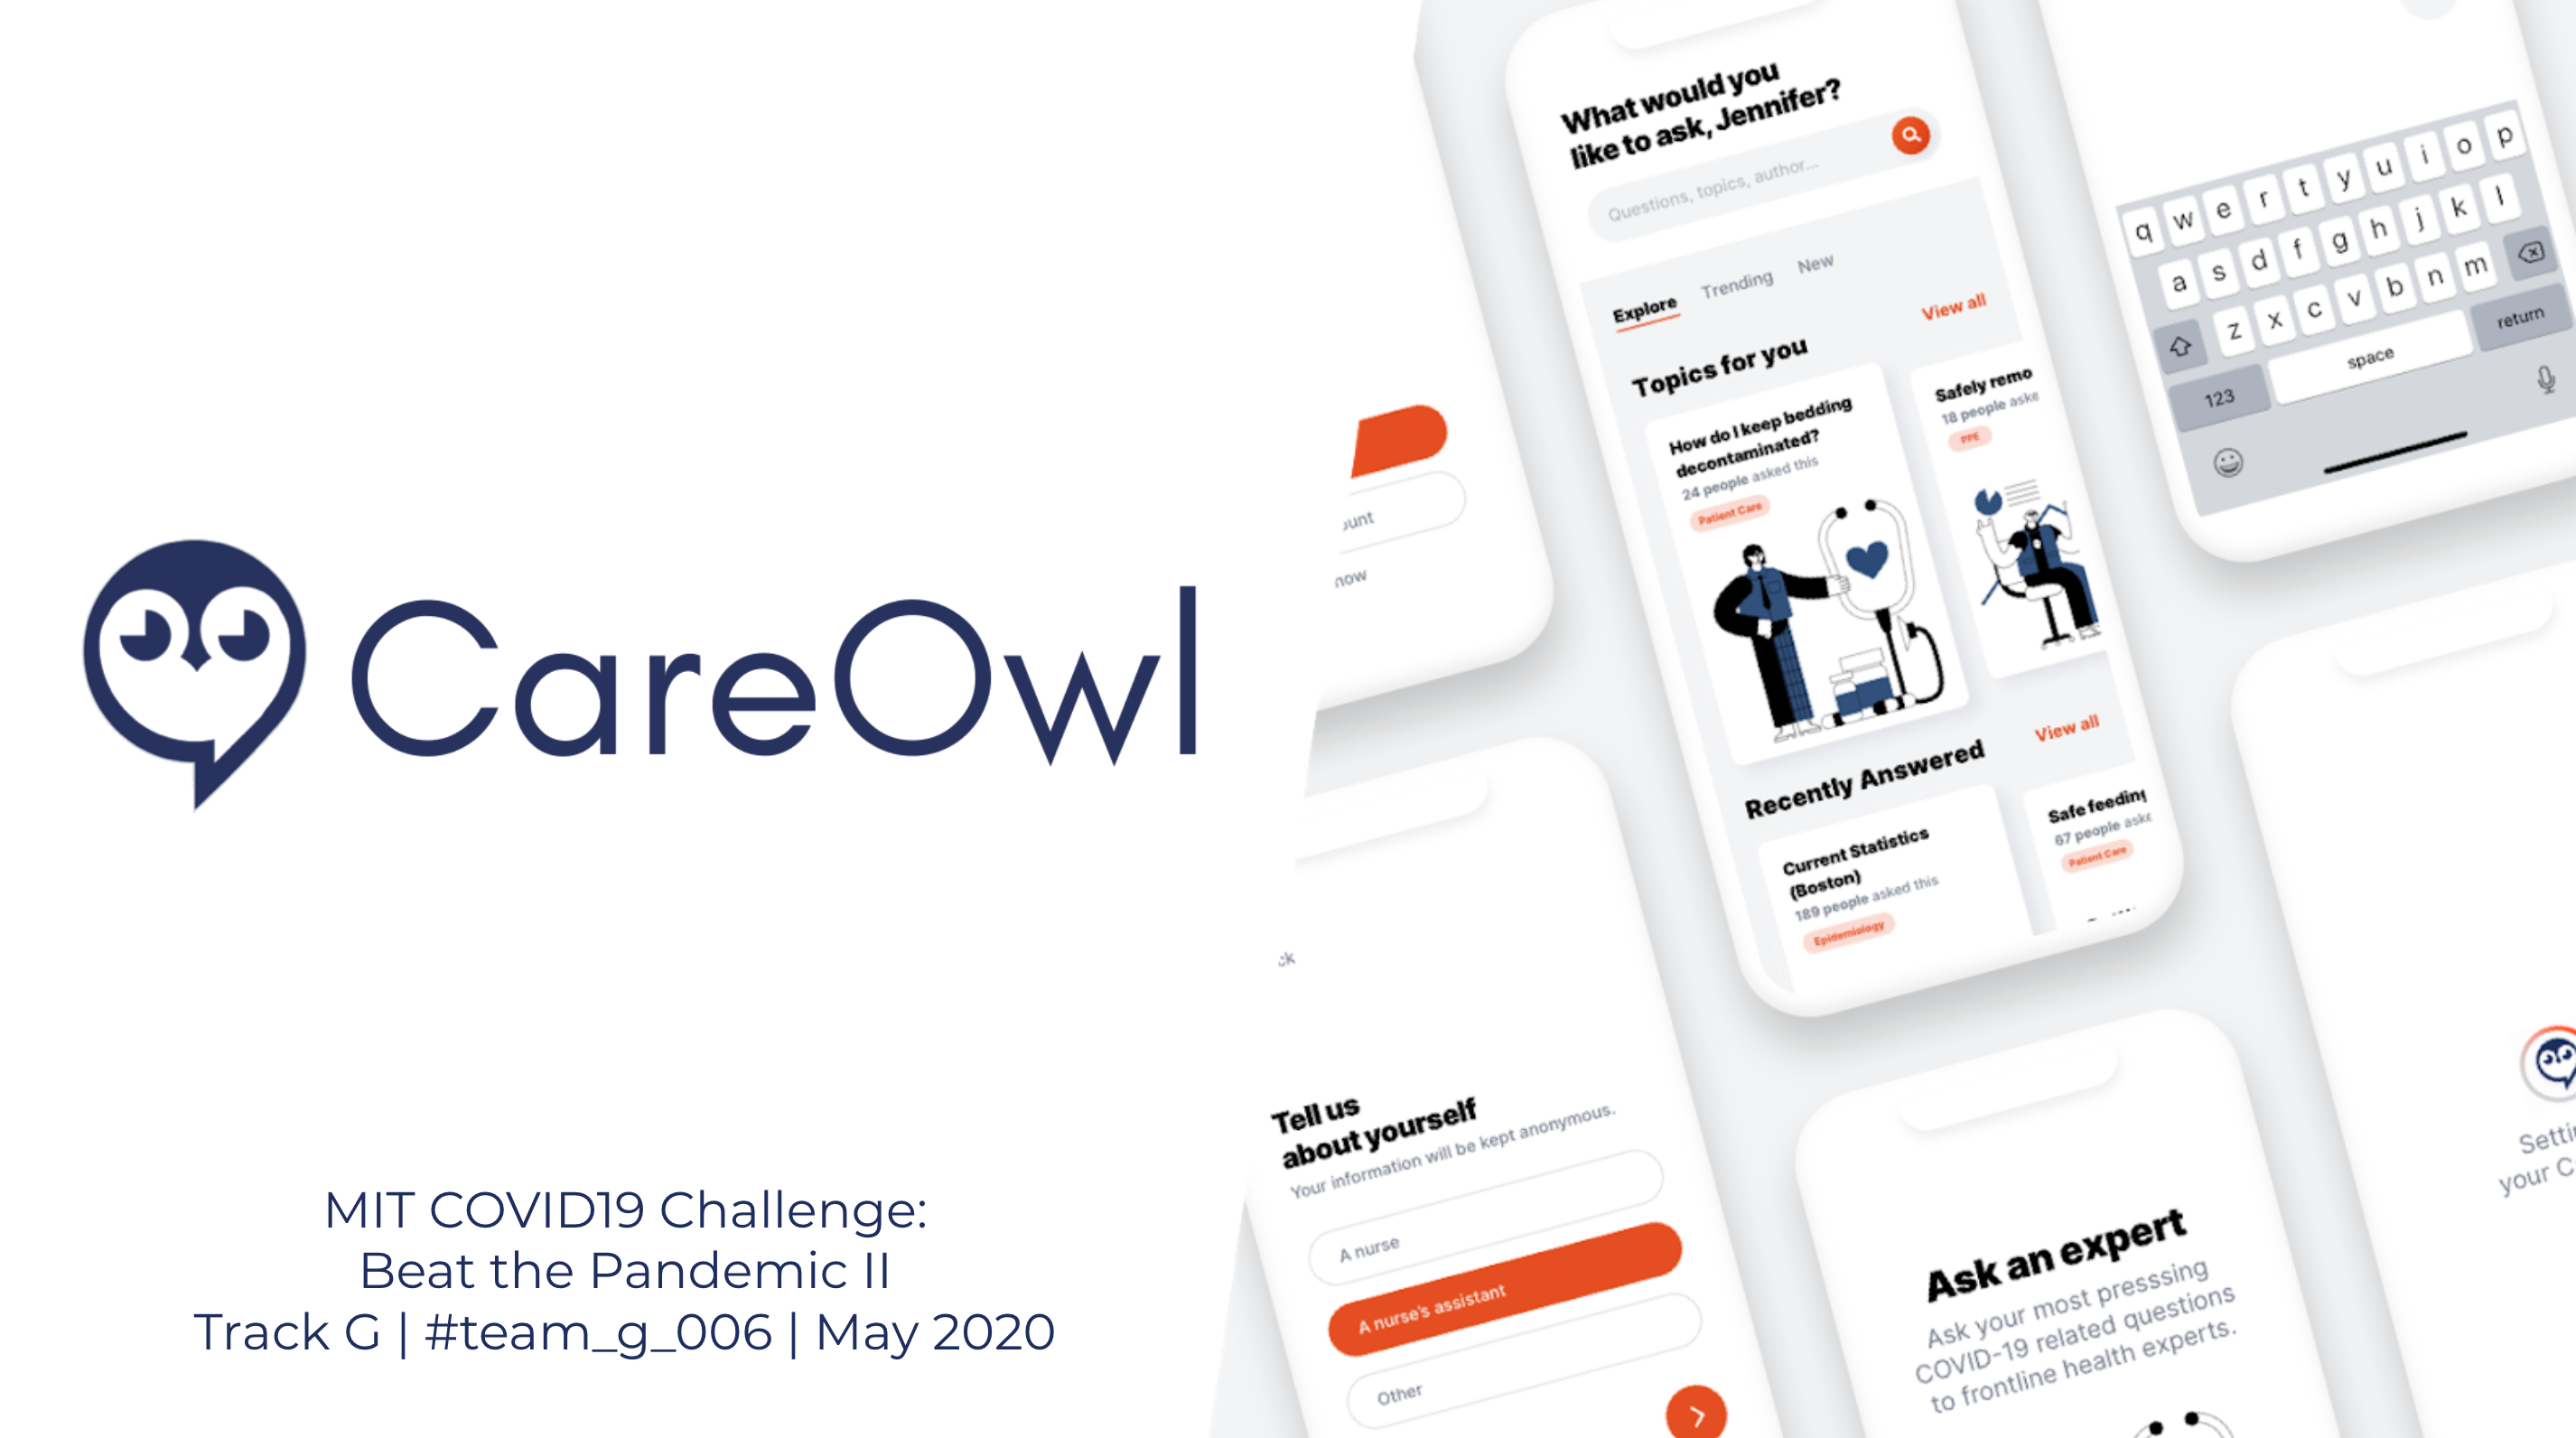 CareOwl
MIT COVID19 Challenge:
Beat the Pandemic II
Track G | #team_g_006 | May 2020
What would you
like to ask, Jennifer?
Questions, topics, author...
Explore Trending New
Topics for you View all
How do I keep bedding
decontaminated?
24 people asked this
Patient Care
Safely remo
18 people aske
PPE
Recently Answered View all
Current Statistics
(Boston)
189 people asked this
Epidemiology
Safe feeding
67 people aske
Patient Care
q w e r t y u i o p
a s d f g h j k l
z x c v b n m
123 space return
ount
now
ck
Tell us
about yourself
Your information will be kept anonymous.
A nurse
A nurse's assistant
Other
Ask an expert
Ask your most presssing
COVID-19 related questions
to frontline health experts.
Settin
your C